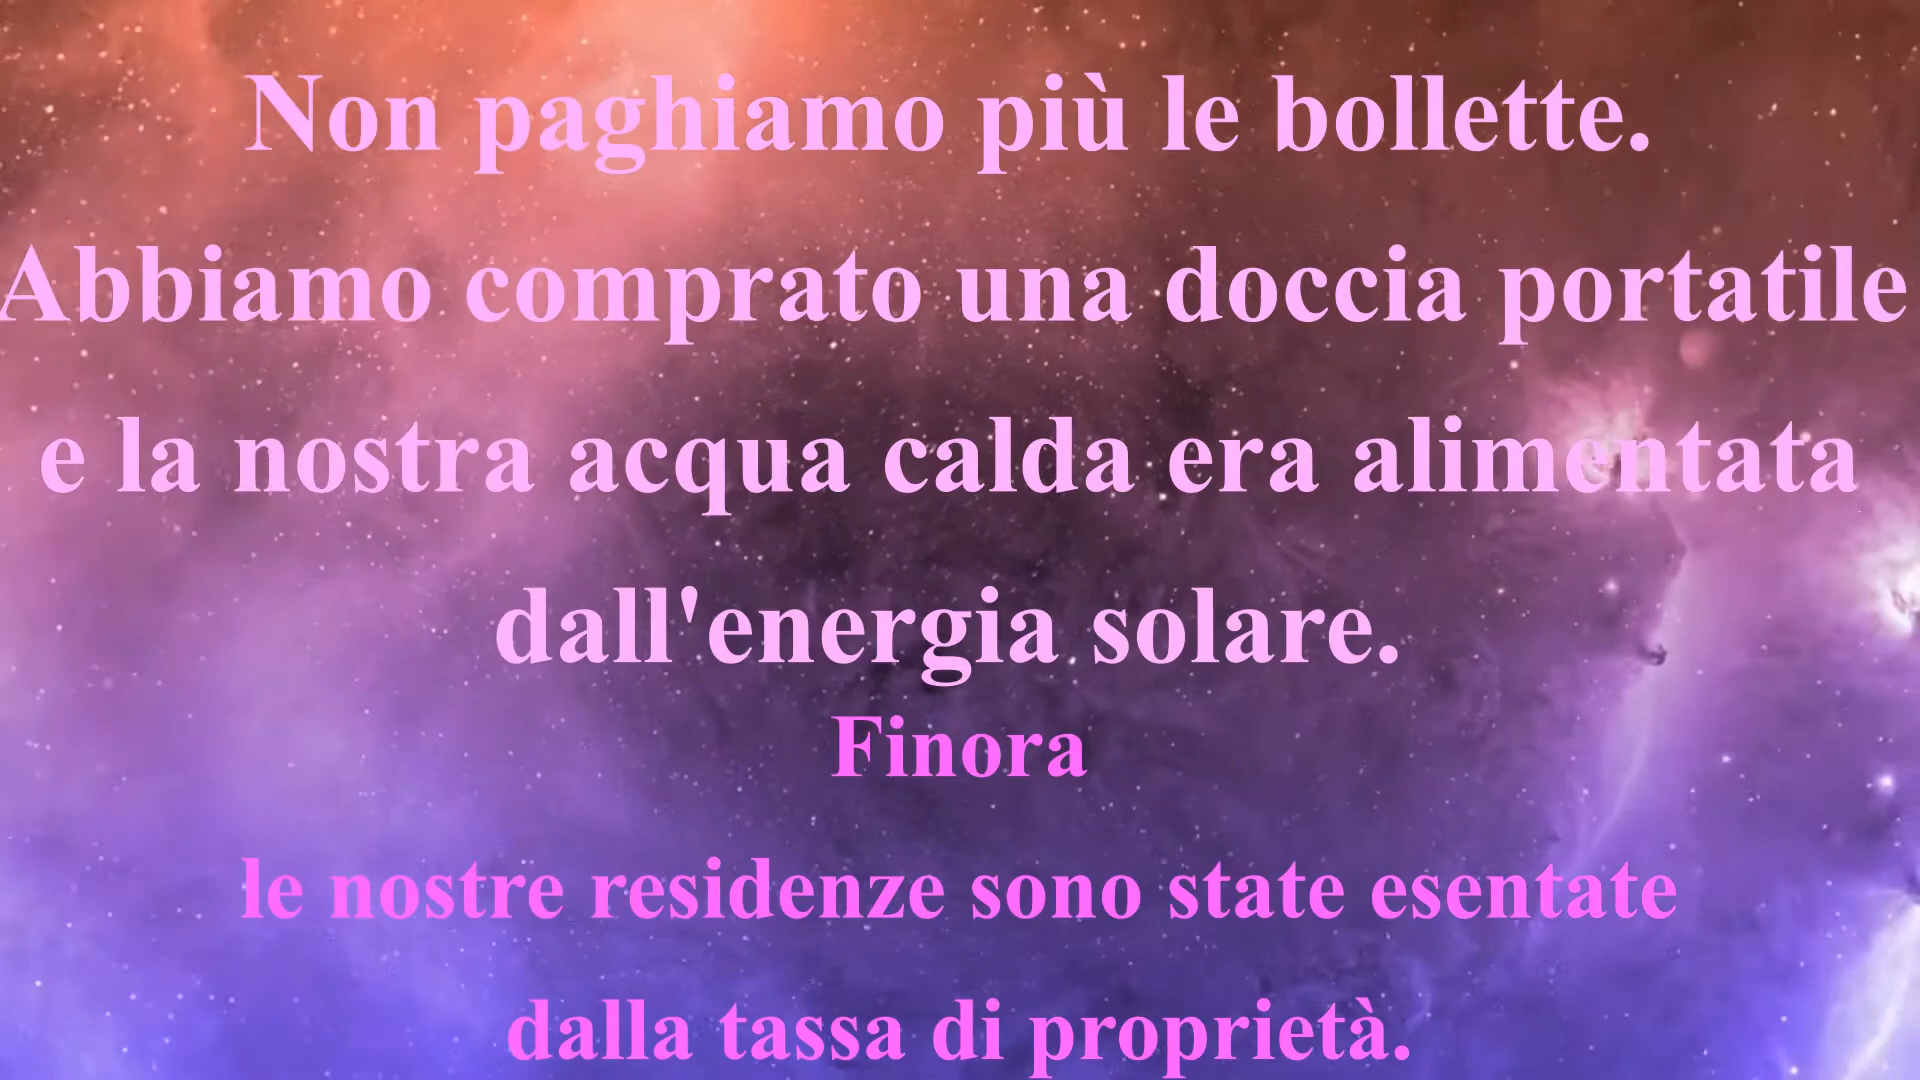 Non paghiamo più le bollette.
Abbiamo comprato una doccia portatile
e la nostra acqua calda era alimentata
dall'energia solare.
Finora
le nostre residenze sono state esentate
dalla tassa di proprietà.